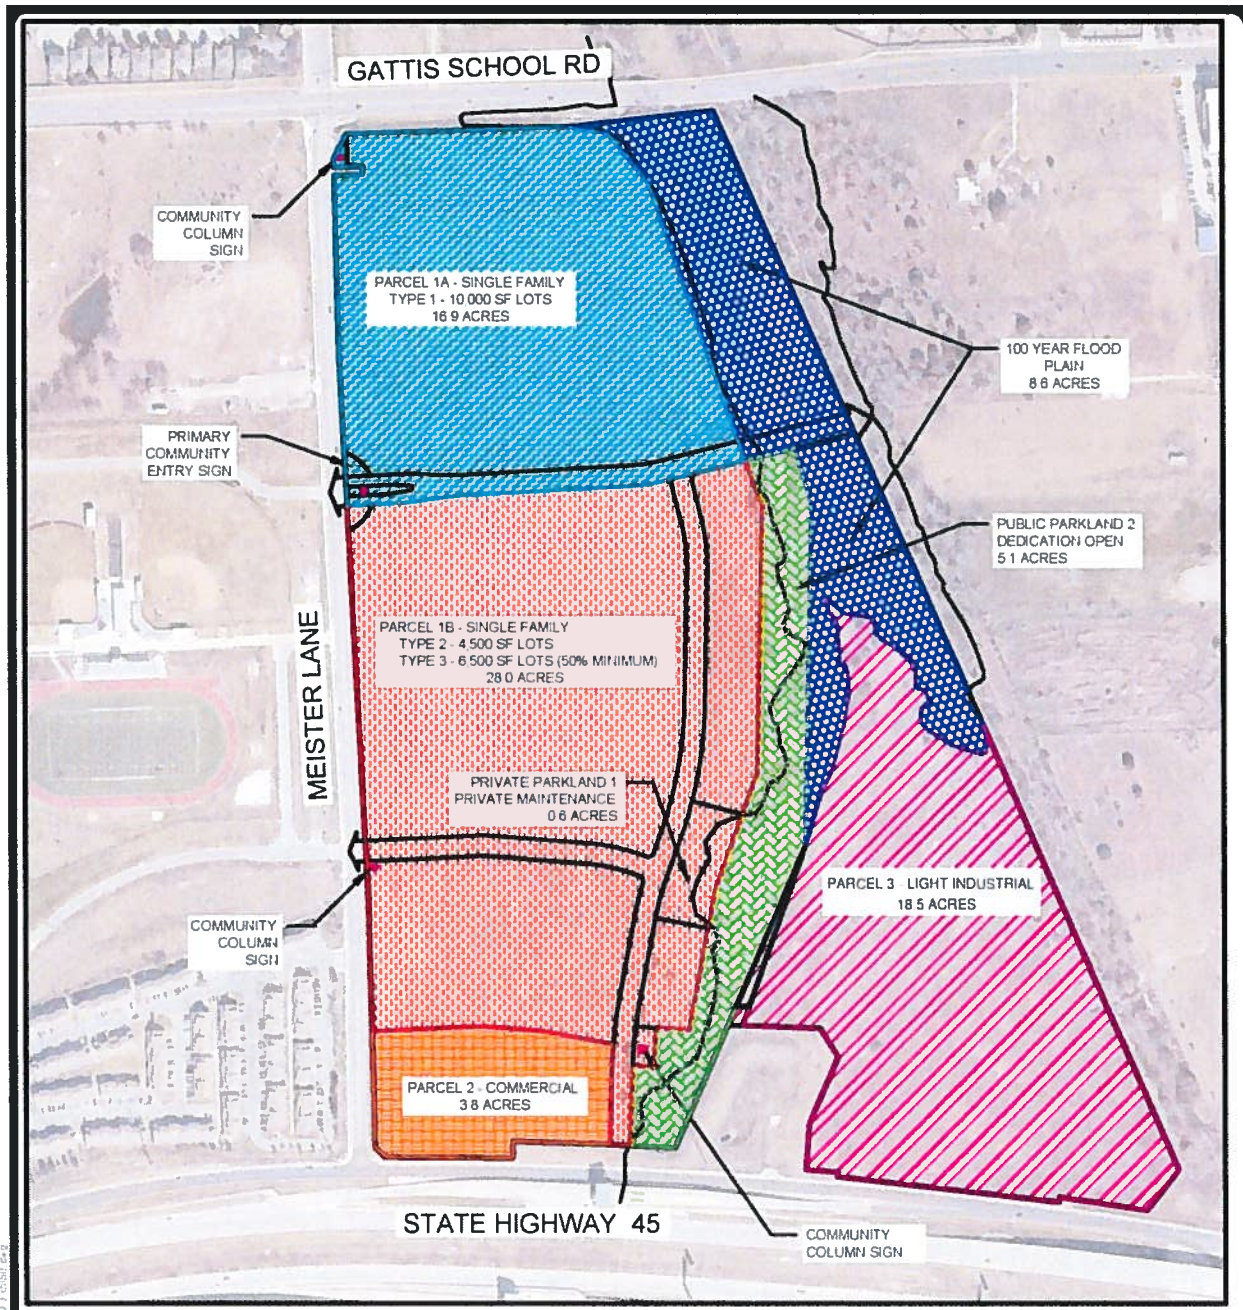 GATTIS SCHOOL RD
COMMUNITY
COLUMN
SIGN
PARCEL 1A - SINGLE FAMILY
TYPE 1 - 10 000 SF LOTS
16 9 ACRES
100 YEAR FLOOD
PLAIN
8 6 ACRES
PRIMARY
COMMUNITY
ENTRY SIGN
PUBLIC PARKLAND 2
DEDICATION OPEN
5 1 ACRES
MEISTER LANE
PARCEL 1B - SINGLE FAMILY
TYPE 2 - 4,500 SF LOTS
TYPE 3 - 6 500 SF LOTS (50% MINIMUM)
28 0 ACRES
PRIVATE PARKLAND 1
PRIVATE MAINTENANCE
0 6 ACRES
PARCEL 3 - LIGHT INDUSTRIAL
18 5 ACRES
COMMUNITY
COLUMN
SIGN
PARCEL 2 - COMMERCIAL
3 8 ACRES
STATE HIGHWAY 45
COMMUNITY
COLUMN SIGN